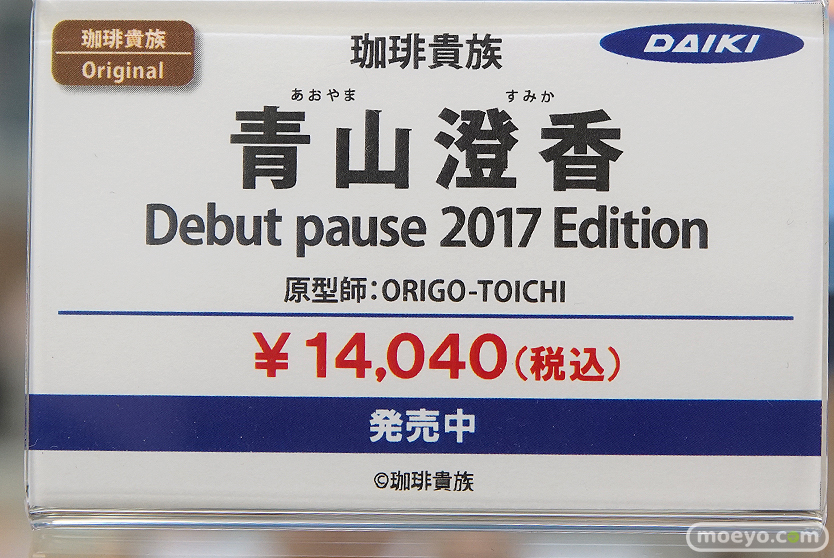 珈琲貴族
Original
DAIKI
珈琲貴族
あおやま すみか
青山澄香
Debut pause 2017 Edition
原型師：ORIGO-TOICHI
￥14,040（税込）
発売中
©珈琲貴族
moeyo.com